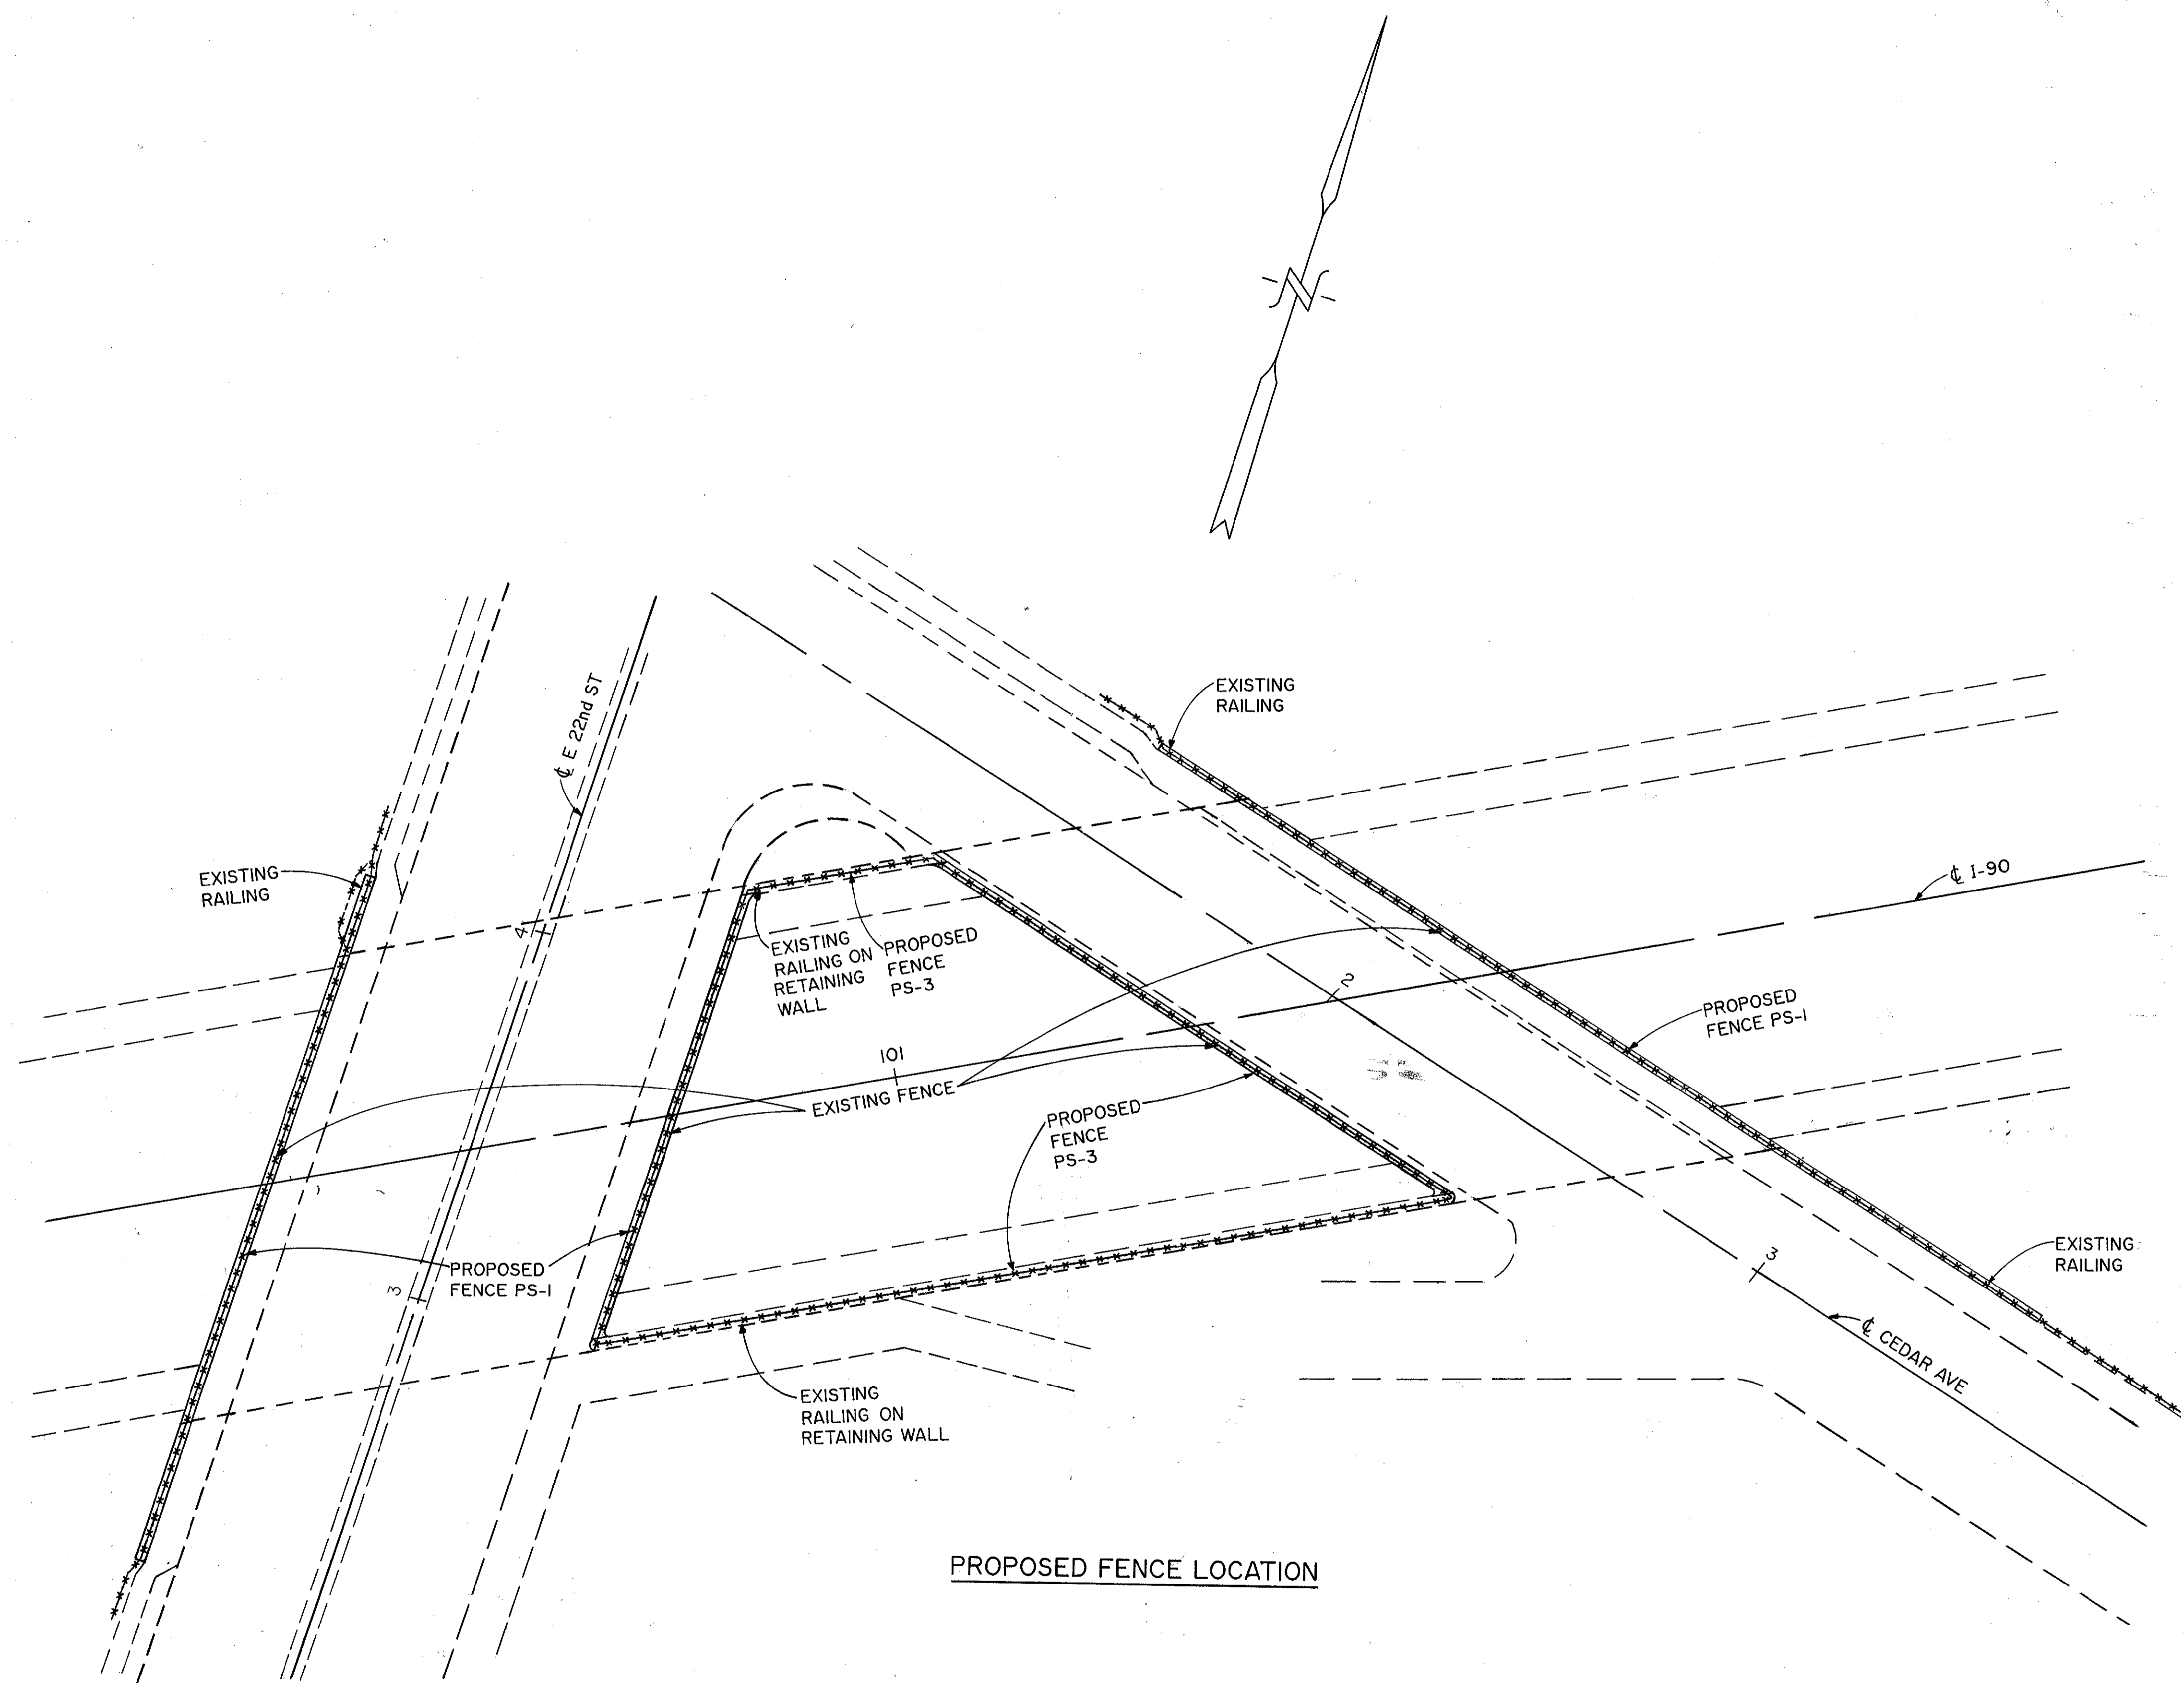 N
EXISTING
RAILING
℄ E 22nd ST
EXISTING
RAILING
℄ I-90
4
EXISTING
RAILING ON
RETAINING
WALL
PROPOSED
FENCE
PS-3
2
PROPOSED
FENCE PS-1
101
EXISTING FENCE
PROPOSED
FENCE
PS-3
PROPOSED
FENCE PS-1
3
EXISTING
RAILING
3
℄ CEDAR AVE
EXISTING
RAILING ON
RETAINING WALL
PROPOSED FENCE LOCATION